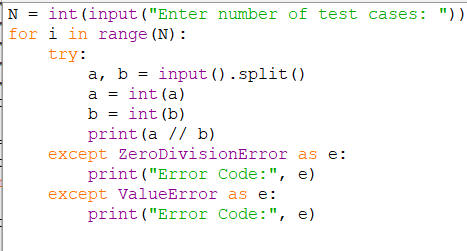 N = int(input("Enter number of test cases: "))
for i in range(N):
    try:
        a, b = input().split()
        a = int(a)
        b = int(b)
        print(a // b)
    except ZeroDivisionError as e:
        print("Error Code:", e)
    except ValueError as e:
        print("Error Code:", e)